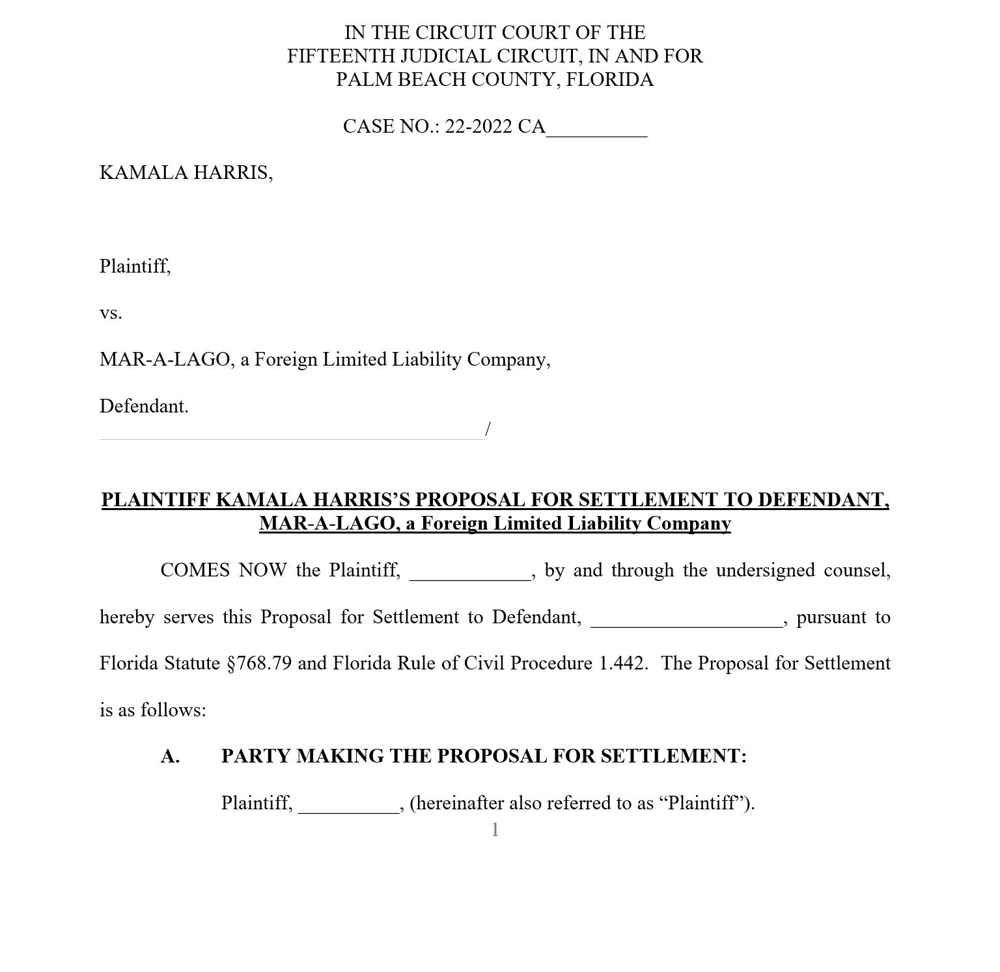 IN THE CIRCUIT COURT OF THE
FIFTEENTH JUDICIAL CIRCUIT, IN AND FOR
PALM BEACH COUNTY, FLORIDA
CASE NO.: 22-2022 CA__________
KAMALA HARRIS,
Plaintiff,
vs.
MAR-A-LAGO, a Foreign Limited Liability Company,
Defendant.
______________________________________/
PLAINTIFF KAMALA HARRIS’S PROPOSAL FOR SETTLEMENT TO DEFENDANT,
MAR-A-LAGO, a Foreign Limited Liability Company
COMES NOW the Plaintiff, ____________, by and through the undersigned counsel,
hereby serves this Proposal for Settlement to Defendant, ___________________, pursuant to
Florida Statute §768.79 and Florida Rule of Civil Procedure 1.442.  The Proposal for Settlement
is as follows:
A. PARTY MAKING THE PROPOSAL FOR SETTLEMENT:
Plaintiff, __________, (hereinafter also referred to as “Plaintiff”).
1